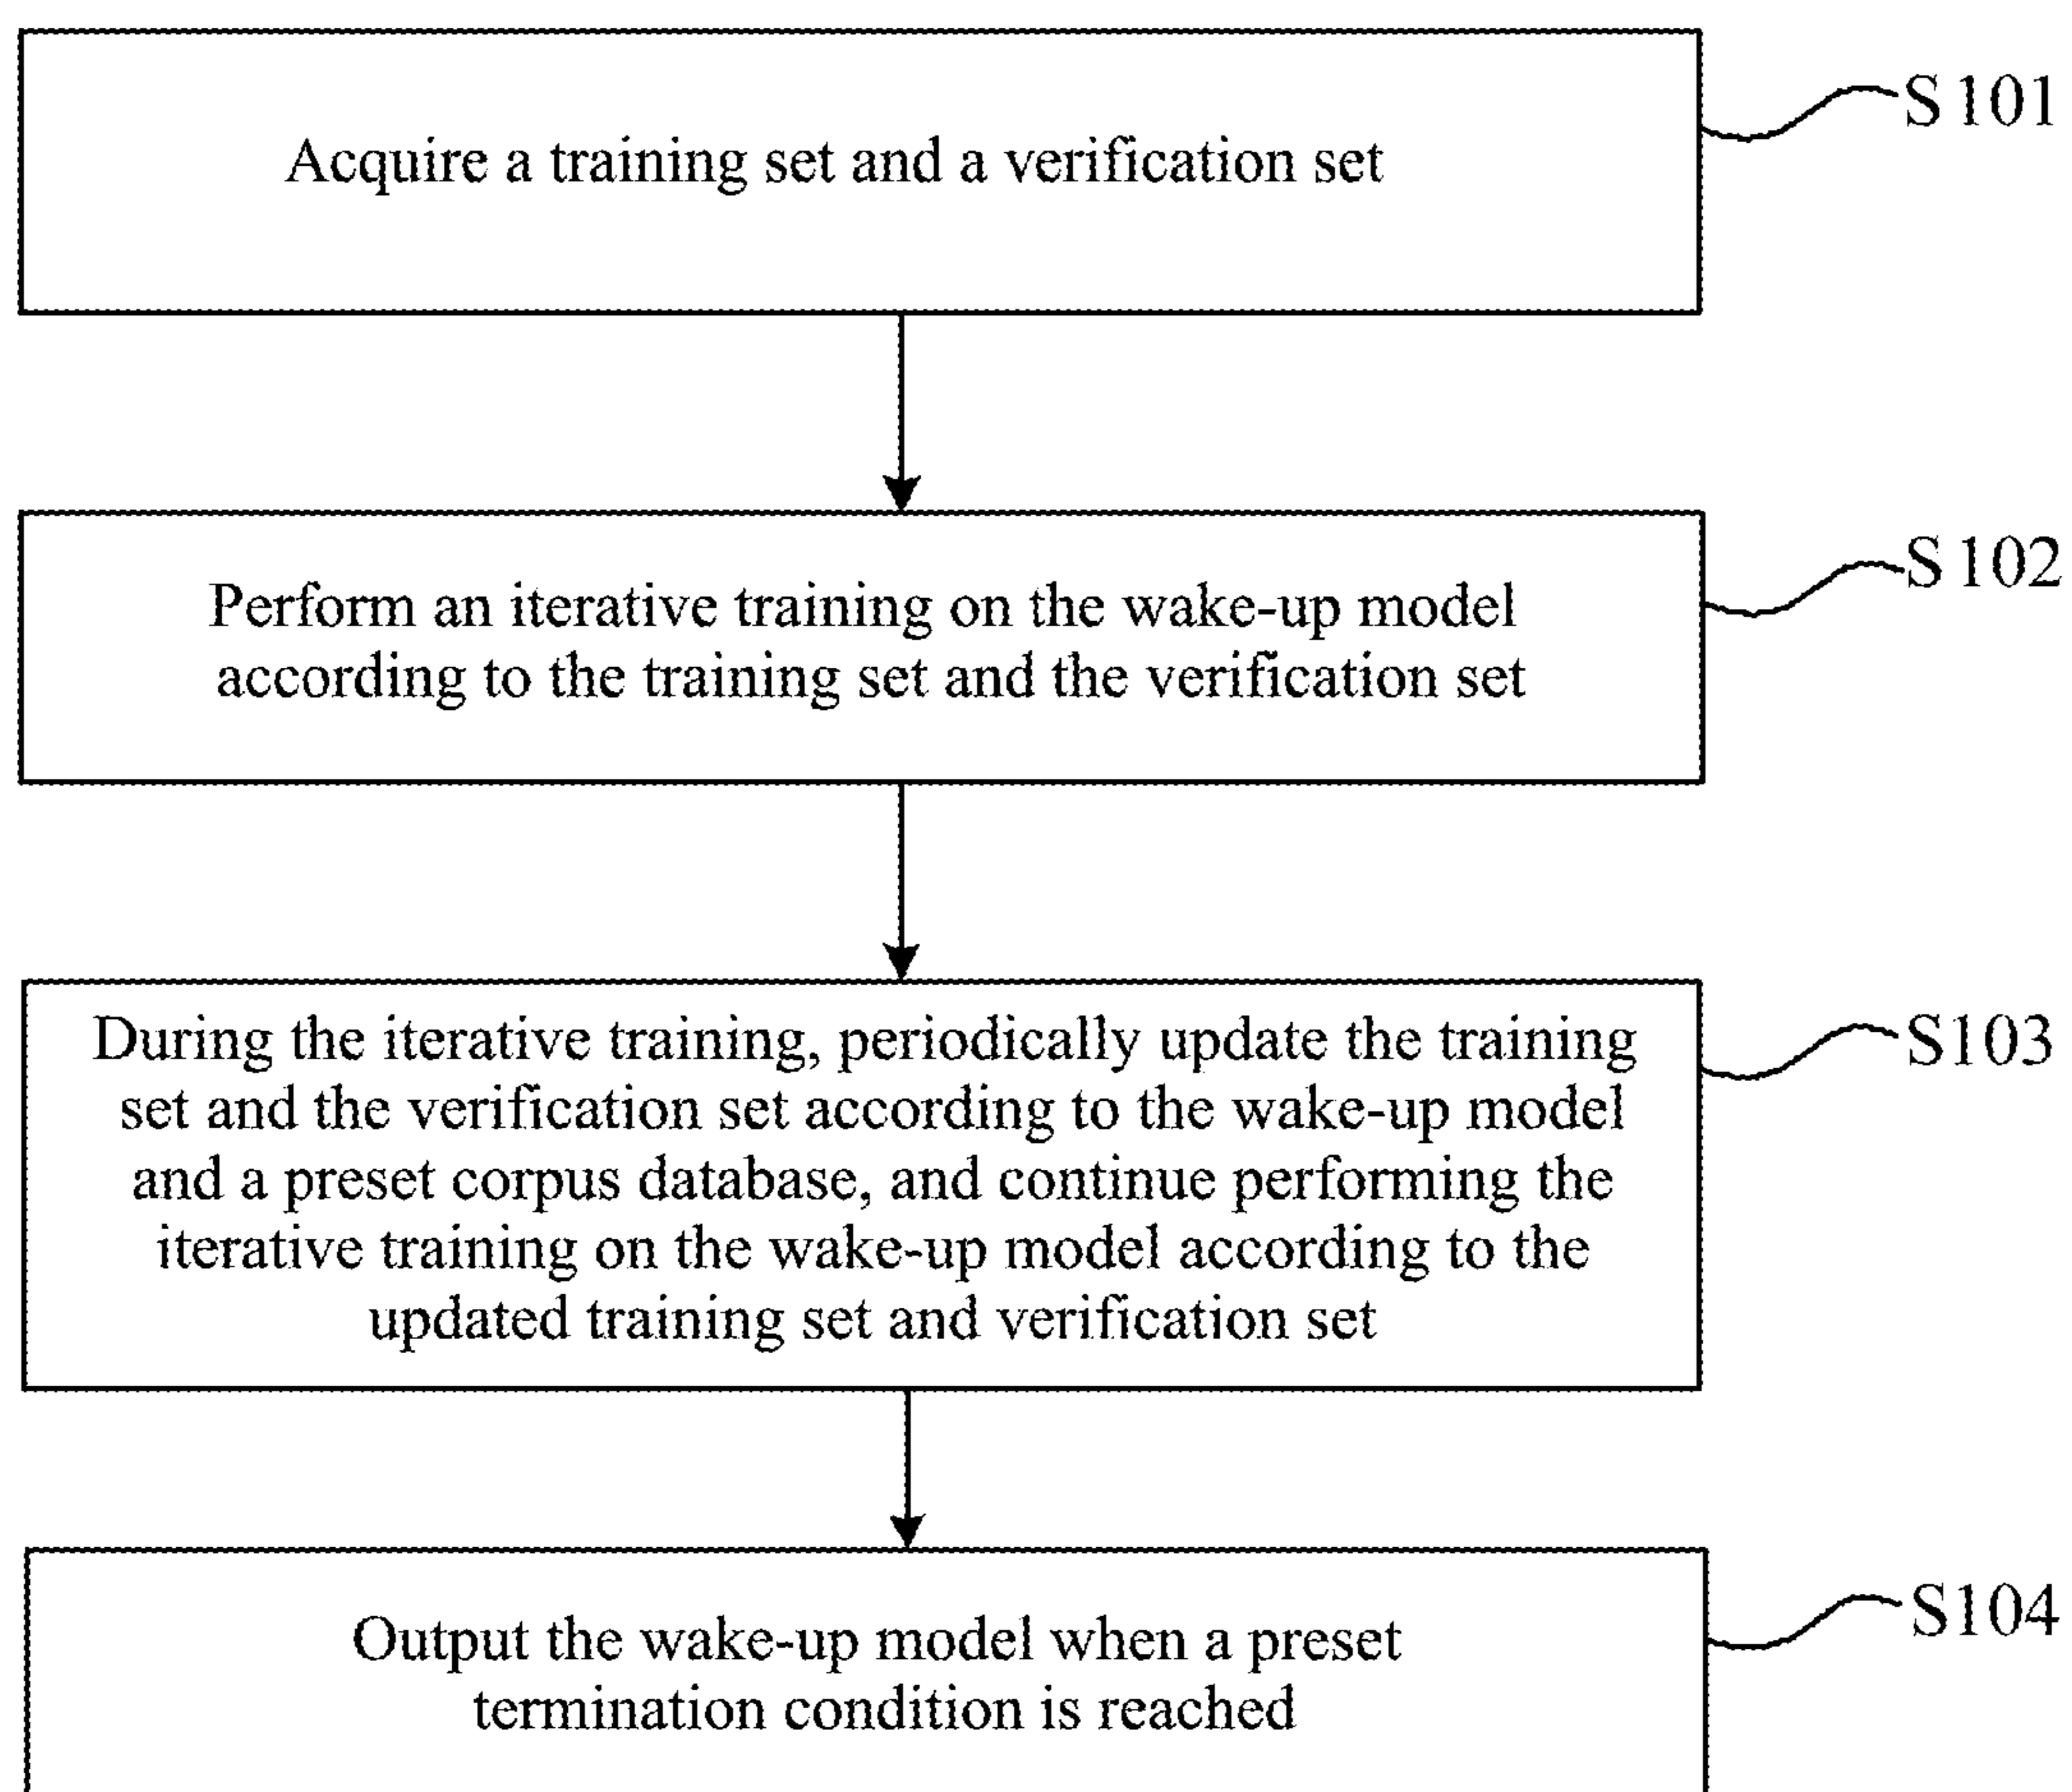 Acquire a training set and a verification set
S101
Perform an iterative training on the wake-up model
according to the training set and the verification set
S102
During the iterative training, periodically update the training
set and the verification set according to the wake-up model
and a preset corpus database, and continue performing the
iterative training on the wake-up model according to the
updated training set and verification set
S103
Output the wake-up model when a preset
termination condition is reached
S104